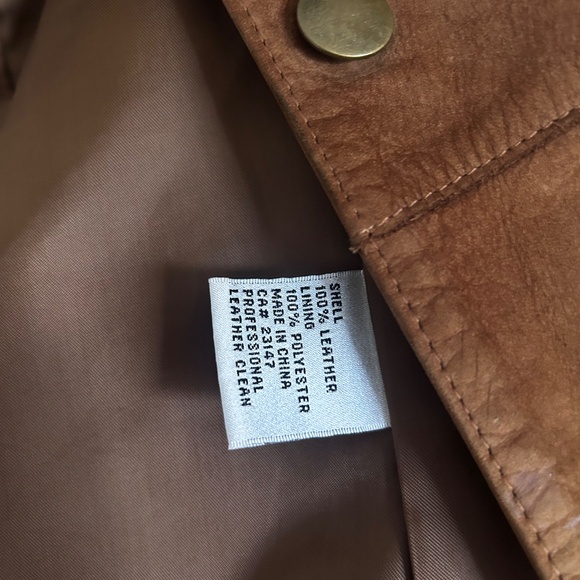 SHELL
100% LEATHER
LINING
100% POLYESTER
MADE IN CHINA
CA# 23147
PROFESSIONAL
LEATHER CLEAN